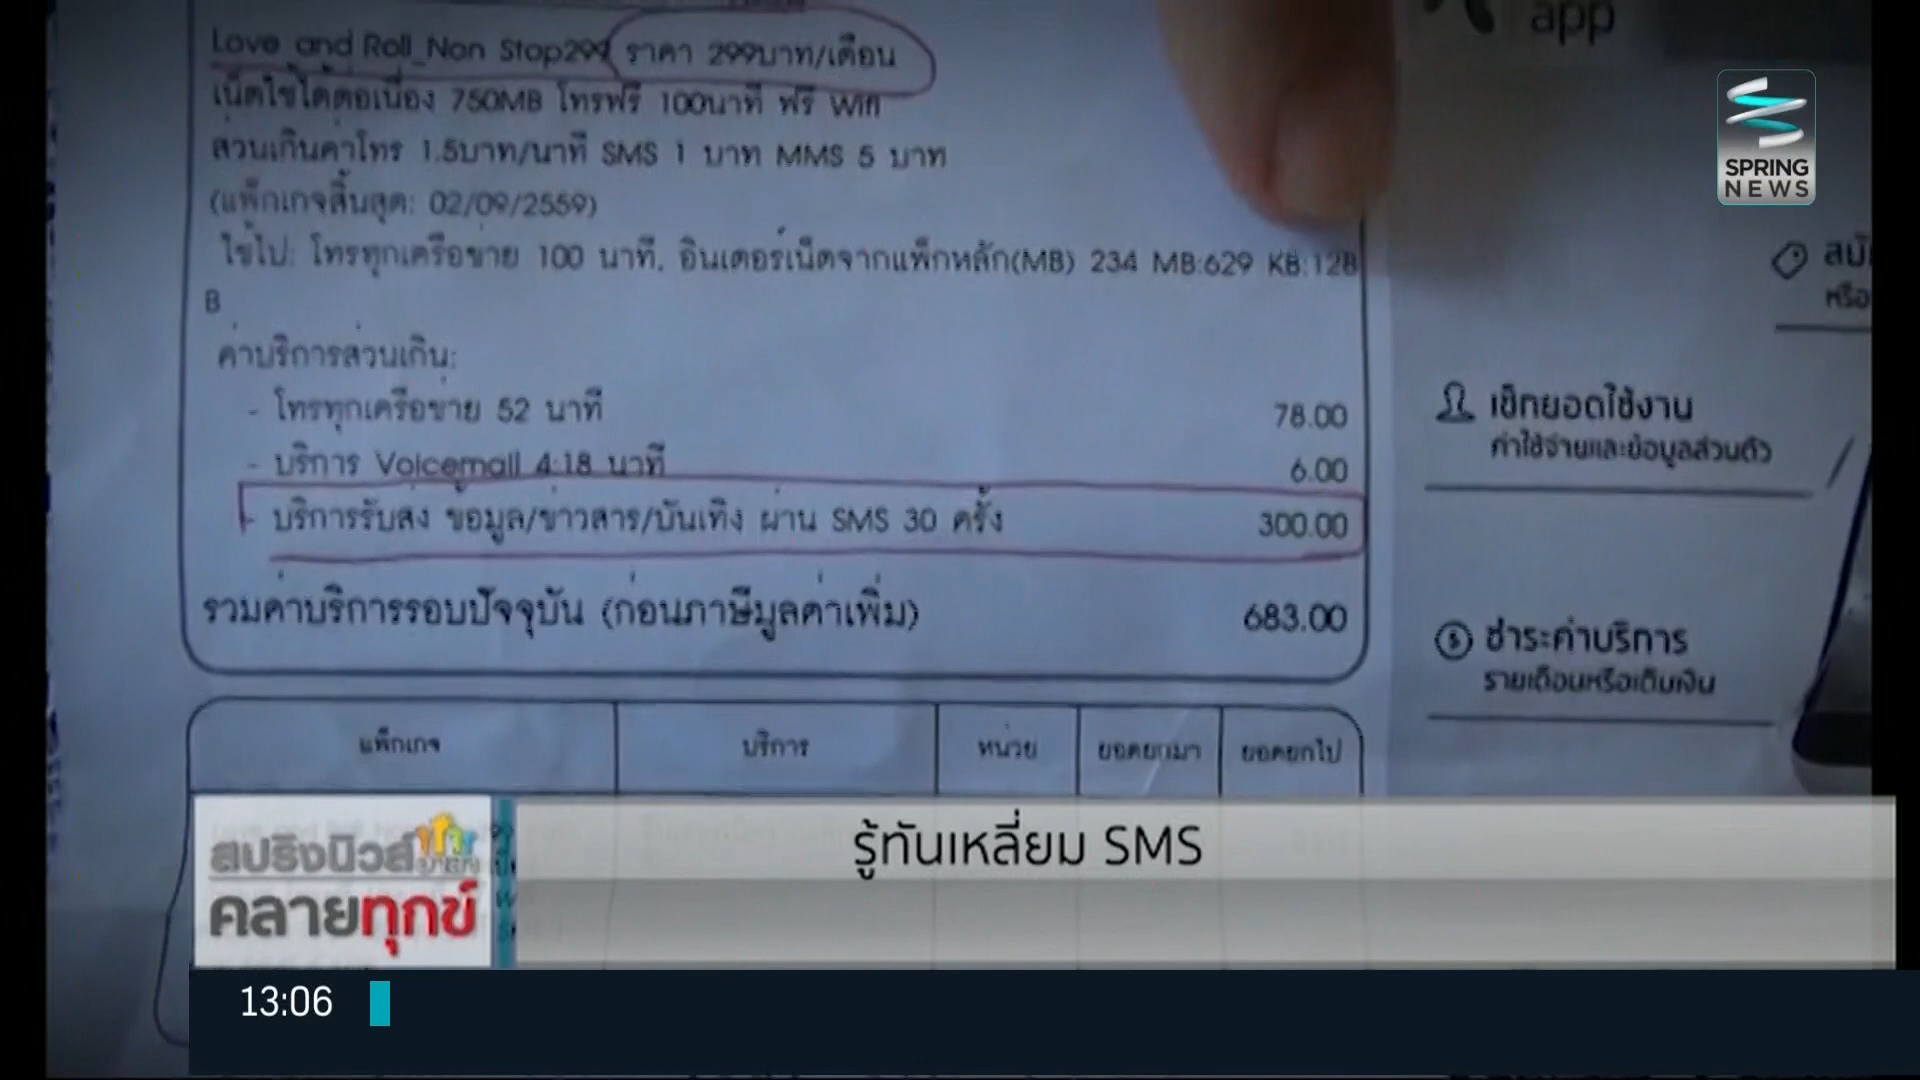 Love and Roll_Non Stop299 ราคา 299บาท/เดือน
เน็ตใช้ได้ต่อเนื่อง 750MB โทรฟรี 100นาที ฟรี Wifi
ส่วนเกินค่าโทร 1.5บาท/นาที SMS 1 บาท MMS 5 บาท
(แพ็กเกจสิ้นสุด: 02/09/2559)
ใช้ไป: โทรทุกเครือข่าย 100 นาที, อินเตอร์เน็ตจากแพ็กหลัก(MB) 234 MB:629 KB:128
B
ค่าบริการส่วนเกิน:
- โทรทุกเครือข่าย 52 นาที 78.00
- บริการ Voicemail 4:18 นาที 6.00
- บริการรับส่ง ข้อมูล/ข่าวสาร/บันเทิง ผ่าน SMS 30 ครั้ง 300.00
รวมค่าบริการรอบปัจจุบัน (ก่อนภาษีมูลค่าเพิ่ม) 683.00
แพ็กเกจ บริการ หน่วย ยอดยกมา ยอดยกไป
app
SPRING
NEWS
สมั
หรือ
เช็กยอดใช้งาน
ค่าใช้จ่ายและข้อมูลส่วนตัว
ชำระค่าบริการ
รายเดือนหรือเติมเงิน
สปริงนิวส์
คลายทุกข์
รู้ทันเหลี่ยม SMS
13:06